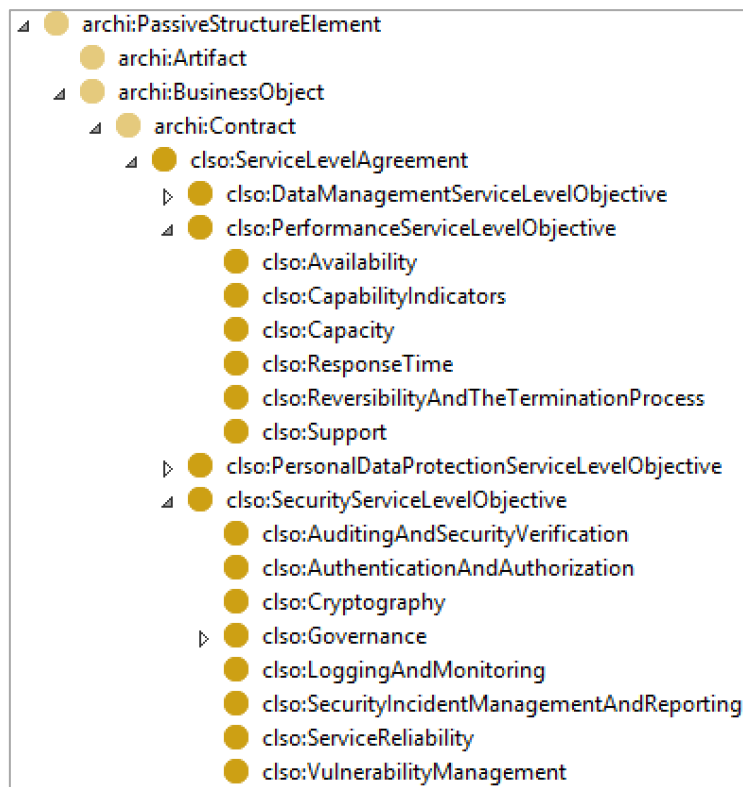 archi:PassiveStructureElement
archi:Artifact
archi:BusinessObject
archi:Contract
clso:ServiceLevelAgreement
clso:DataManagementServiceLevelObjective
clso:PerformanceServiceLevelObjective
clso:Availability
clso:CapabilityIndicators
clso:Capacity
clso:ResponseTime
clso:ReversibilityAndTheTerminationProcess
clso:Support
clso:PersonalDataProtectionServiceLevelObjective
clso:SecurityServiceLevelObjective
clso:AuditingAndSecurityVerification
clso:AuthenticationAndAuthorization
clso:Cryptography
clso:Governance
clso:LoggingAndMonitoring
clso:SecurityIncidentManagementAndReporting
clso:ServiceReliability
clso:VulnerabilityManagement